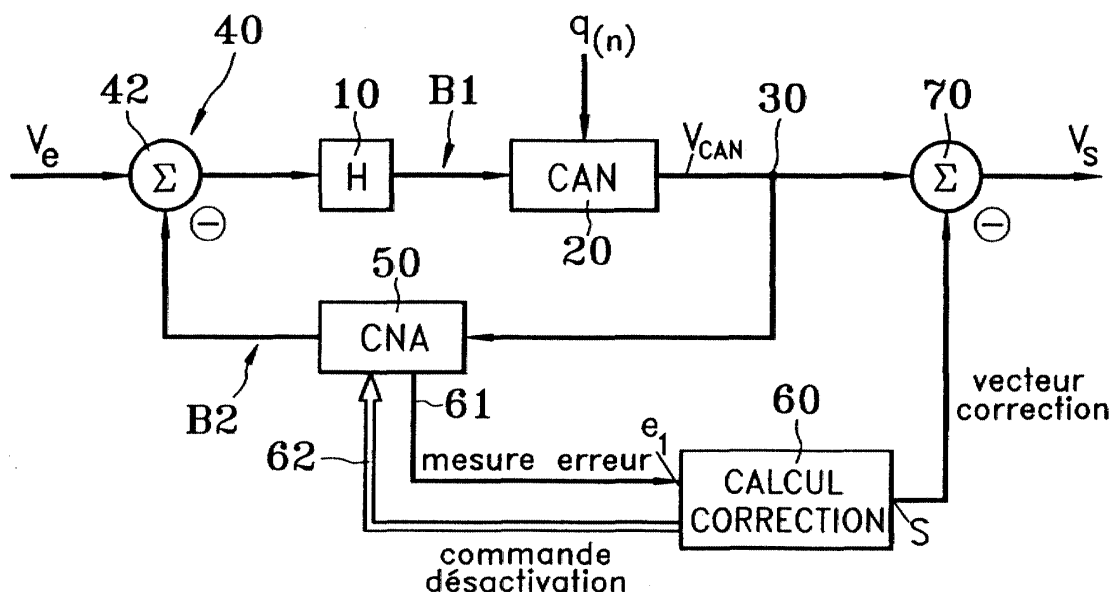 q(n)
40
42
10
B1
30
70
Ve
Σ
H
CAN
VCAN
Σ
Vs
20
50
CNA
B2
61
62
mesure erreur
e1
60
CALCUL
CORRECTION
S
vecteur
correction
commande
désactivation